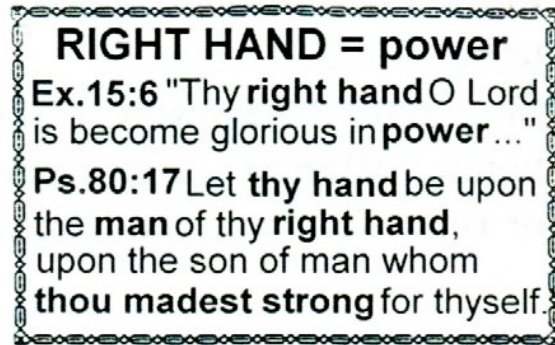 RIGHT HAND = power
Ex.15:6 "Thy right hand O Lord
is become glorious in power..."
Ps.80:17 Let thy hand be upon
the man of thy right hand,
upon the son of man whom
thou madest strong for thyself.